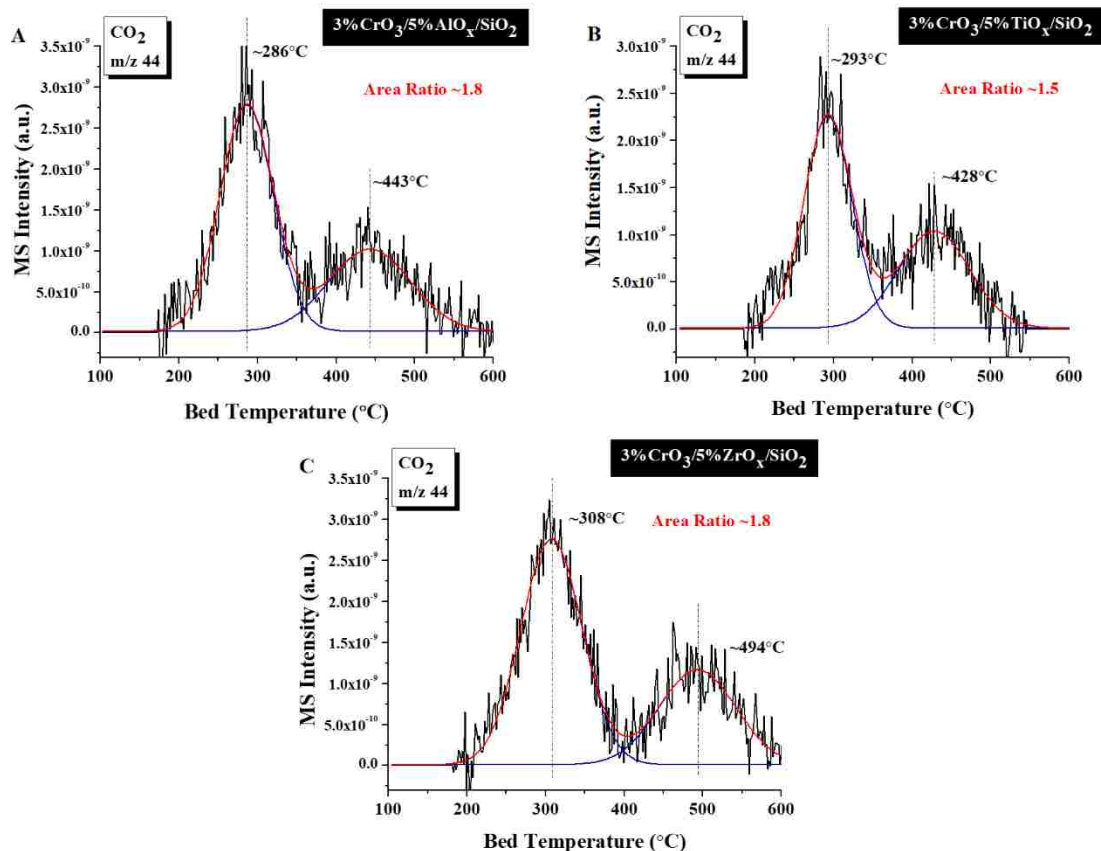 A
CO2
m/z 44
3%CrO3/5%AlOx/SiO2
~286°C
Area Ratio ~1.8
~443°C
MS Intensity (a.u.)
3.5x10-9
3.0x10-9
2.5x10-9
2.0x10-9
1.5x10-9
1.0x10-9
5.0x10-10
0.0
100 200 300 400 500 600
Bed Temperature (°C)
B
CO2
m/z 44
3%CrO3/5%TiOx/SiO2
~293°C
Area Ratio ~1.5
~428°C
MS Intensity (a.u.)
3.0x10-9
2.5x10-9
2.0x10-9
1.5x10-9
1.0x10-9
5.0x10-10
0.0
100 200 300 400 500 600
Bed Temperature (°C)
C
CO2
m/z 44
3%CrO3/5%ZrOx/SiO2
~308°C
Area Ratio ~1.8
~494°C
MS Intensity (a.u.)
3.5x10-9
3.0x10-9
2.5x10-9
2.0x10-9
1.5x10-9
1.0x10-9
5.0x10-10
0.0
100 200 300 400 500 600
Bed Temperature (°C)